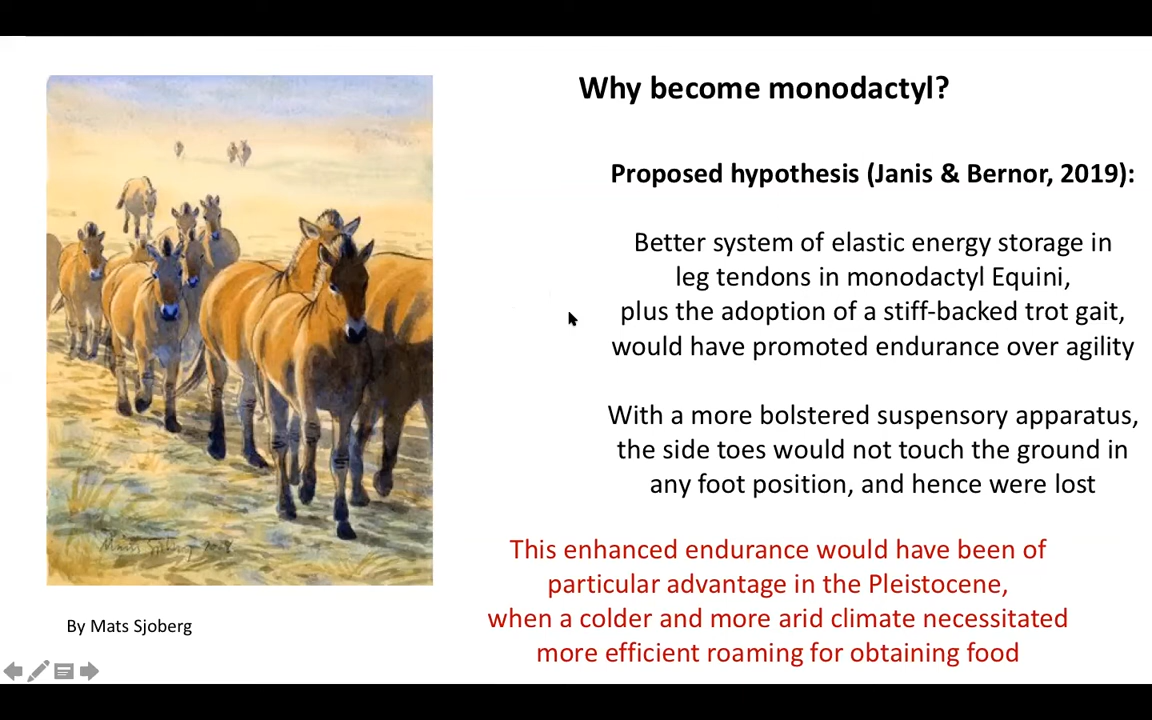 Why become monodactyl?
Proposed hypothesis (Janis & Bernor, 2019):
Better system of elastic energy storage in
leg tendons in monodactyl Equini,
plus the adoption of a stiff-backed trot gait,
would have promoted endurance over agility
With a more bolstered suspensory apparatus,
the side toes would not touch the ground in
any foot position, and hence were lost
This enhanced endurance would have been of
particular advantage in the Pleistocene,
when a colder and more arid climate necessitated
more efficient roaming for obtaining food
By Mats Sjoberg